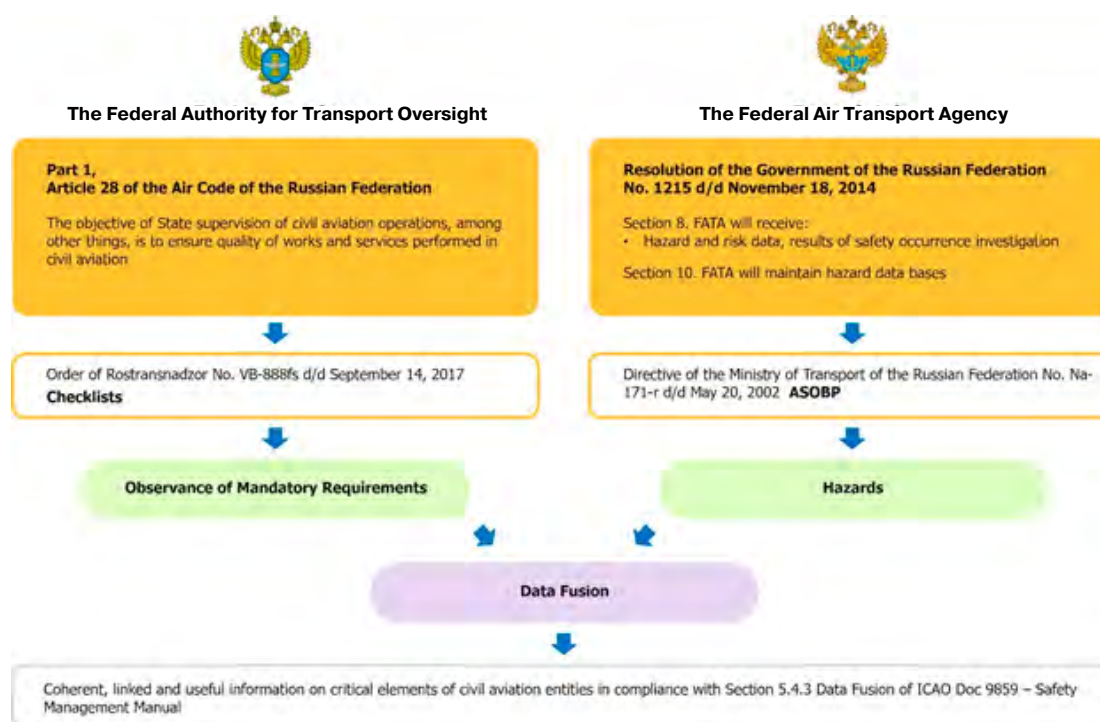 The Federal Authority for Transport Oversight
Part 1,
Article 28 of the Air Code of the Russian Federation
The objective of State supervision of civil aviation operations, among
other things, is to ensure quality of works and services performed in
civil aviation
Order of Rostransnadzor No. VB-888fs d/d September 14, 2017
Checklists
Observance of Mandatory Requirements
The Federal Air Transport Agency
Resolution of the Government of the Russian Federation
No. 1215 d/d November 18, 2014
Section 8. FATA will receive:
• Hazard and risk data, results of safety occurrence investigation
Section 10. FATA will maintain hazard data bases
Directive of the Ministry of Transport of the Russian Federation No. Na-
171-r d/d May 20, 2002 ASOBP
Hazards
Data Fusion
Coherent, linked and useful information on critical elements of civil aviation entities in compliance with Section 5.4.3 Data Fusion of ICAO Doc 9859 – Safety
Management Manual